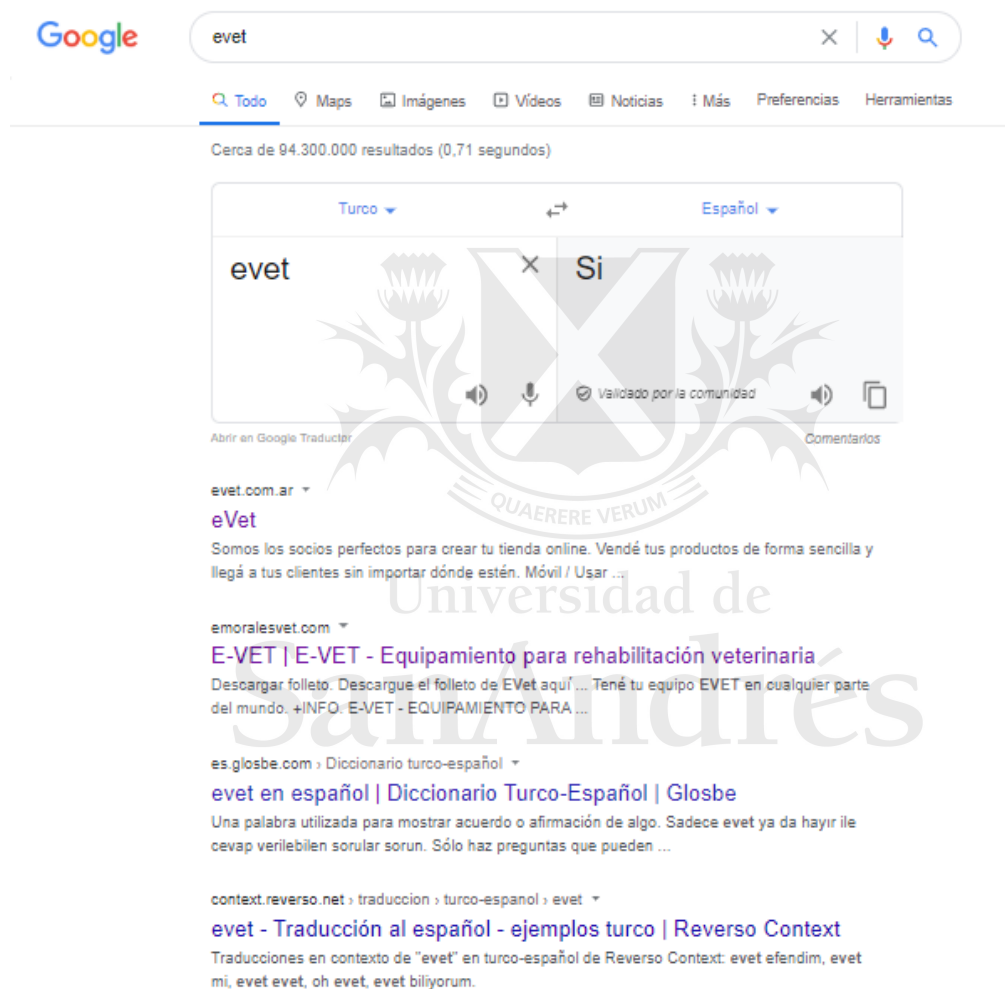 Google
evet
Todo Maps Imágenes Vídeos Noticias Más Preferencias Herramientas
Cerca de 94.300.000 resultados (0,71 segundos)
Turco Español
evet Si
Validado por la comunidad
Abrir en Google Traductor Comentarios
evet.com.ar
eVet
Somos los socios perfectos para crear tu tienda online. Vendé tus productos de forma sencilla y
llegá a tus clientes sin importar dónde estén. Móvil / Usar ...
emoralesvet.com
E-VET | E-VET - Equipamiento para rehabilitación veterinaria
Descargar folleto. Descargue el folleto de EVet aquí ... Tené tu equipo EVET en cualquier parte
del mundo. +INFO. E-VET - EQUIPAMIENTO PARA ...
es.glosbe.com › Diccionario turco-español
evet en español | Diccionario Turco-Español | Glosbe
Una palabra utilizada para mostrar acuerdo o afirmación de algo. Sadece evet ya da hayır ile
cevap verilebilen sorular sorun. Sólo haz preguntas que pueden ...
context.reverso.net › traduccion › turco-espanol › evet
evet - Traducción al español - ejemplos turco | Reverso Context
Traducciones en contexto de "evet" en turco-español de Reverso Context: evet efendim, evet
mi, evet evet, oh evet, evet biliyorum.
QUAERERE VERUM
Universidad de
SanAndrés